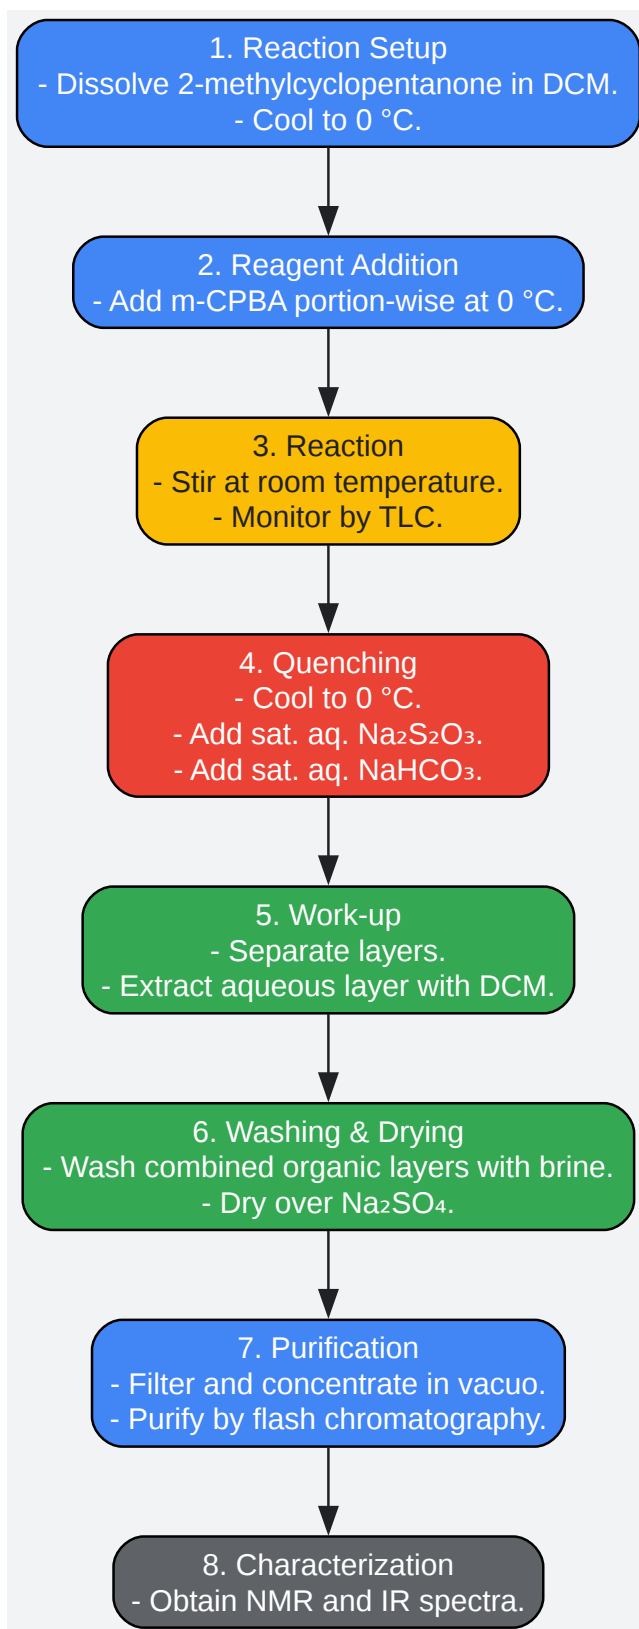 1. Reaction Setup
- Dissolve 2-methylcyclopentanone in DCM.
- Cool to 0 °C.
2. Reagent Addition
- Add m-CPBA portion-wise at 0 °C.
3. Reaction
- Stir at room temperature.
- Monitor by TLC.
4. Quenching
- Cool to 0 °C.
- Add sat. aq. Na₂S₂O₃.
- Add sat. aq. NaHCO₃.
5. Work-up
- Separate layers.
- Extract aqueous layer with DCM.
6. Washing & Drying
- Wash combined organic layers with brine.
- Dry over Na₂SO₄.
7. Purification
- Filter and concentrate in vacuo.
- Purify by flash chromatography.
8. Characterization
- Obtain NMR and IR spectra.